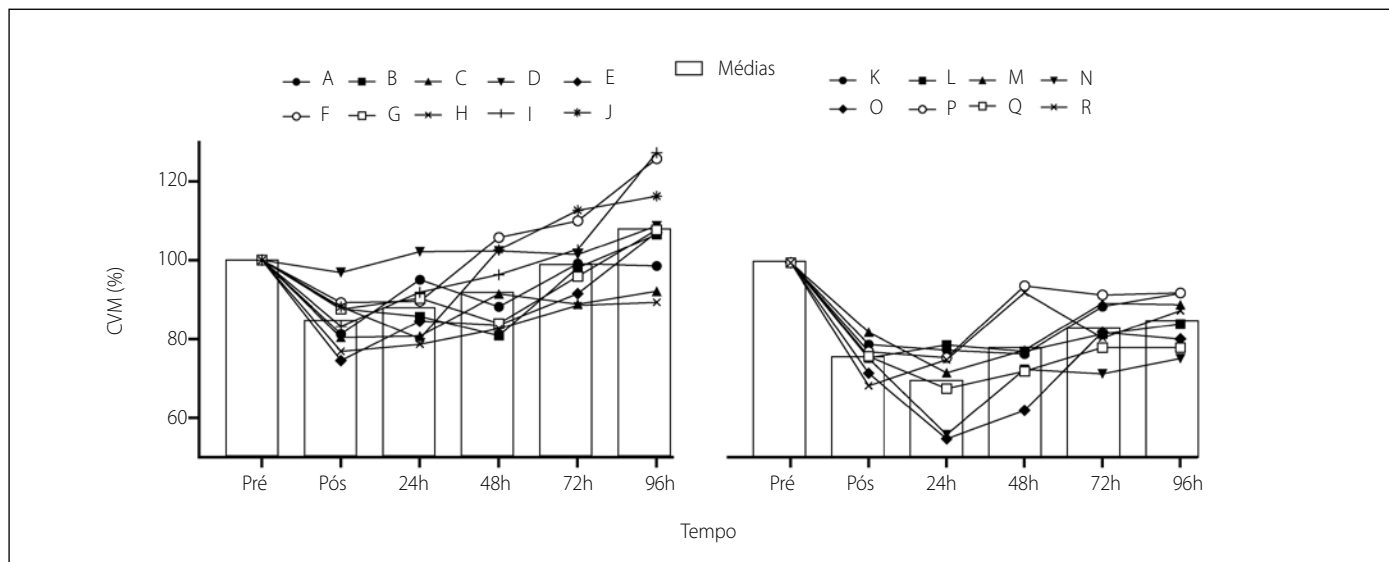 A B C D E Médias K L M N
F G H I J O P Q R
120
100
80
60
CVM (%)
Pré Pós 24h 48h 72h 96h Pré Pós 24h 48h 72h 96h
Tempo